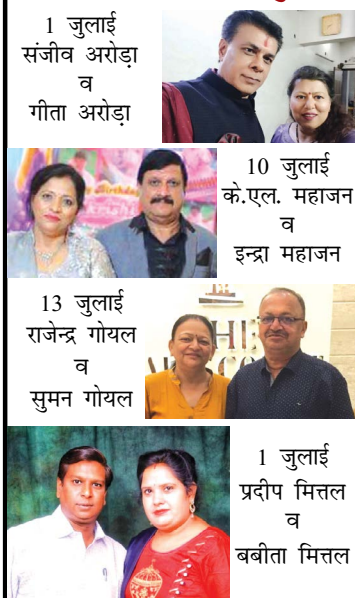 1 जुलाई
संजीव अरोड़ा
व
गीता अरोड़ा
10 जुलाई
के.एल. महाजन
व
इन्द्रा महाजन
13 जुलाई
राजेन्द्र गोयल
व
सुमन गोयल
1 जुलाई
प्रदीप मित्तल
व
बबीता मित्तल